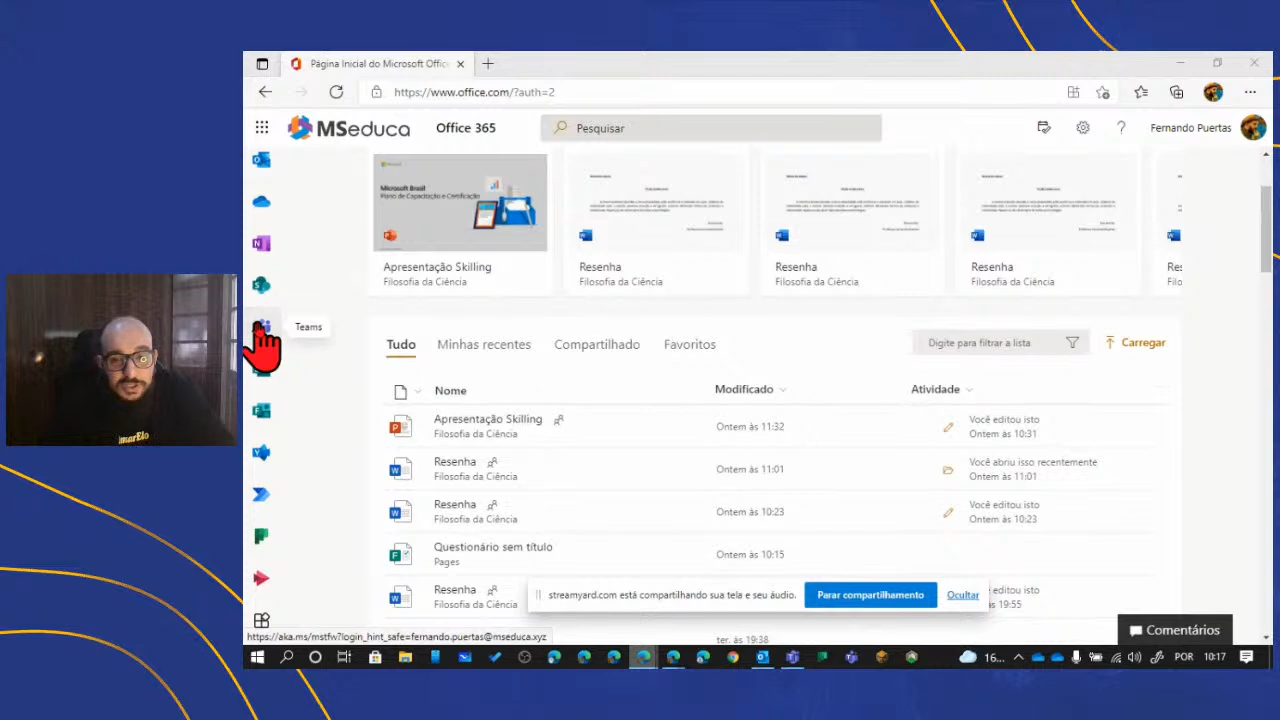 Página Inicial do Microsoft Offic
https://www.office.com/?auth=2
MSeduca
Office 365
Pesquisar
Fernando Puertas
Microsoft Brasil
Plano de Capacitação e Certificação
Apresentação Skilling
Filosofia da Ciência
Resenha
Filosofia da Ciência
Resenha
Filosofia da Ciência
Resenha
Filosofia da Ciência
Res
Filo
Teams
Tudo
Minhas recentes
Compartilhado
Favoritos
Digite para filtrar a lista
Carregar
Nome
Modificado
Atividade
Apresentação Skilling
Filosofia da Ciência
Ontem às 11:32
Você editou isto
Ontem às 10:31
Resenha
Filosofia da Ciência
Ontem às 11:01
Você abriu isso recentemente
Ontem às 11:01
Resenha
Filosofia da Ciência
Ontem às 10:23
Você editou isto
Ontem às 10:23
Questionário sem título
Pages
Ontem às 10:15
Resenha
Filosofia da Ciência
editou isto
s 19:55
streamyard.com está compartilhando sua tela e seu áudio.
Parar compartilhamento
Ocultar
Comentários
https://aka.ms/mstfw?login_hint_safe=fernando.puertas@mseduca.xyz
ter. às 19:38
16...
POR
10:17